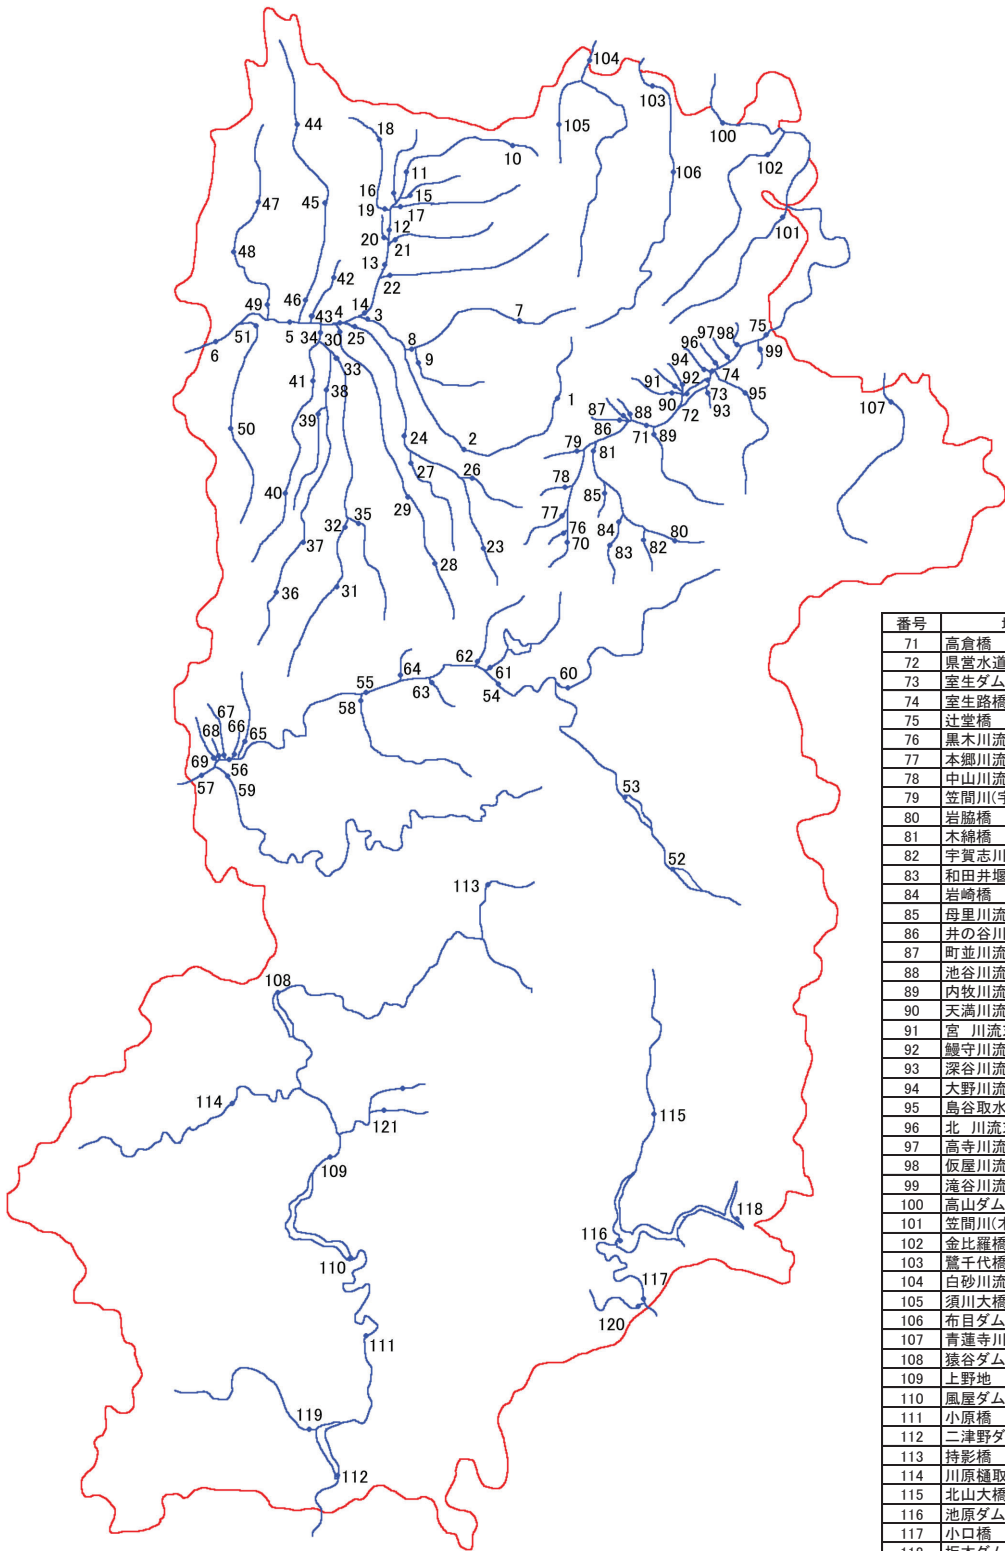 104
103
44
105
18
100
10
102
11
106
16
15
47
45
19
17
101
12
20
21
48
13
42
22
46
49
14
7
43
4
3
51
5
34
30
25
97
98
75
6
8
96
33
9
94
74
99
41
38
91
92
73
95
1
90
72
93
107
39
87
88
50
86
24
2
79
81
71
89
27
26
78
40
29
85
35
77
32
84
76
80
37
23
70
83
82
28
36
31
62
64
61
60
55
63
54
58
67
68
66
65
69
56
57
59
53
52
113
108
114
115
121
109
118
116
110
117
120
111
119
112
番号
71 高倉橋
72 県営水道
73 室生ダム
74 室生路橋
75 辻堂橋
76 黒木川流
77 本郷川流
78 中山川流
79 笠間川(宇
80 岩脇橋
81 木綿橋
82 宇賀志川
83 和田井堰
84 岩崎橋
85 母里川流
86 井の谷川
87 町並川流
88 池谷川流
89 内牧川流
90 天満川流
91 宮 川流
92 鰻守川流
93 深谷川流
94 大野川流
95 島谷取水
96 北 川流
97 高寺川流
98 仮屋川流
99 滝谷川流
100 高山ダム
101 笠間川(
102 金比羅橋
103 鷺千代橋
104 白砂川流
105 須川大橋
106 布目ダム
107 青蓮寺川
108 猿谷ダム
109 上野地
110 風屋ダム
111 小原橋
112 二津野ダ
113 持影橋
114 川原樋取
115 北山大橋
116 池原ダム
117 小口橋